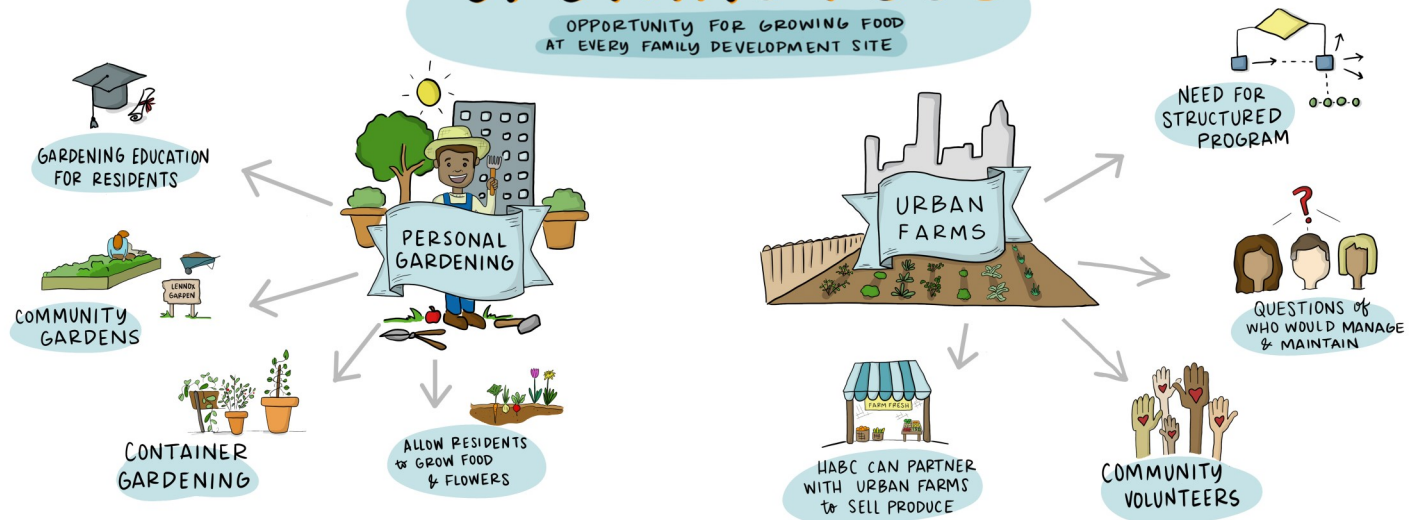 OPPORTUNITY FOR GROWING FOOD
AT EVERY FAMILY DEVELOPMENT SITE
GARDENING EDUCATION
FOR RESIDENTS
PERSONAL
GARDENING
LENNOX
GARDEN
COMMUNITY
GARDENS
CONTAINER
GARDENING
ALLOW RESIDENTS
to GROW FOOD
& FLOWERS
URBAN
FARMS
NEED FOR
STRUCTURED
PROGRAM
?
QUESTIONS of
WHO WOULD MANAGE
& MAINTAIN
FARM FRESH
HABC CAN PARTNER
WITH URBAN FARMS
to SELL PRODUCE
COMMUNITY
VOLUNTEERS